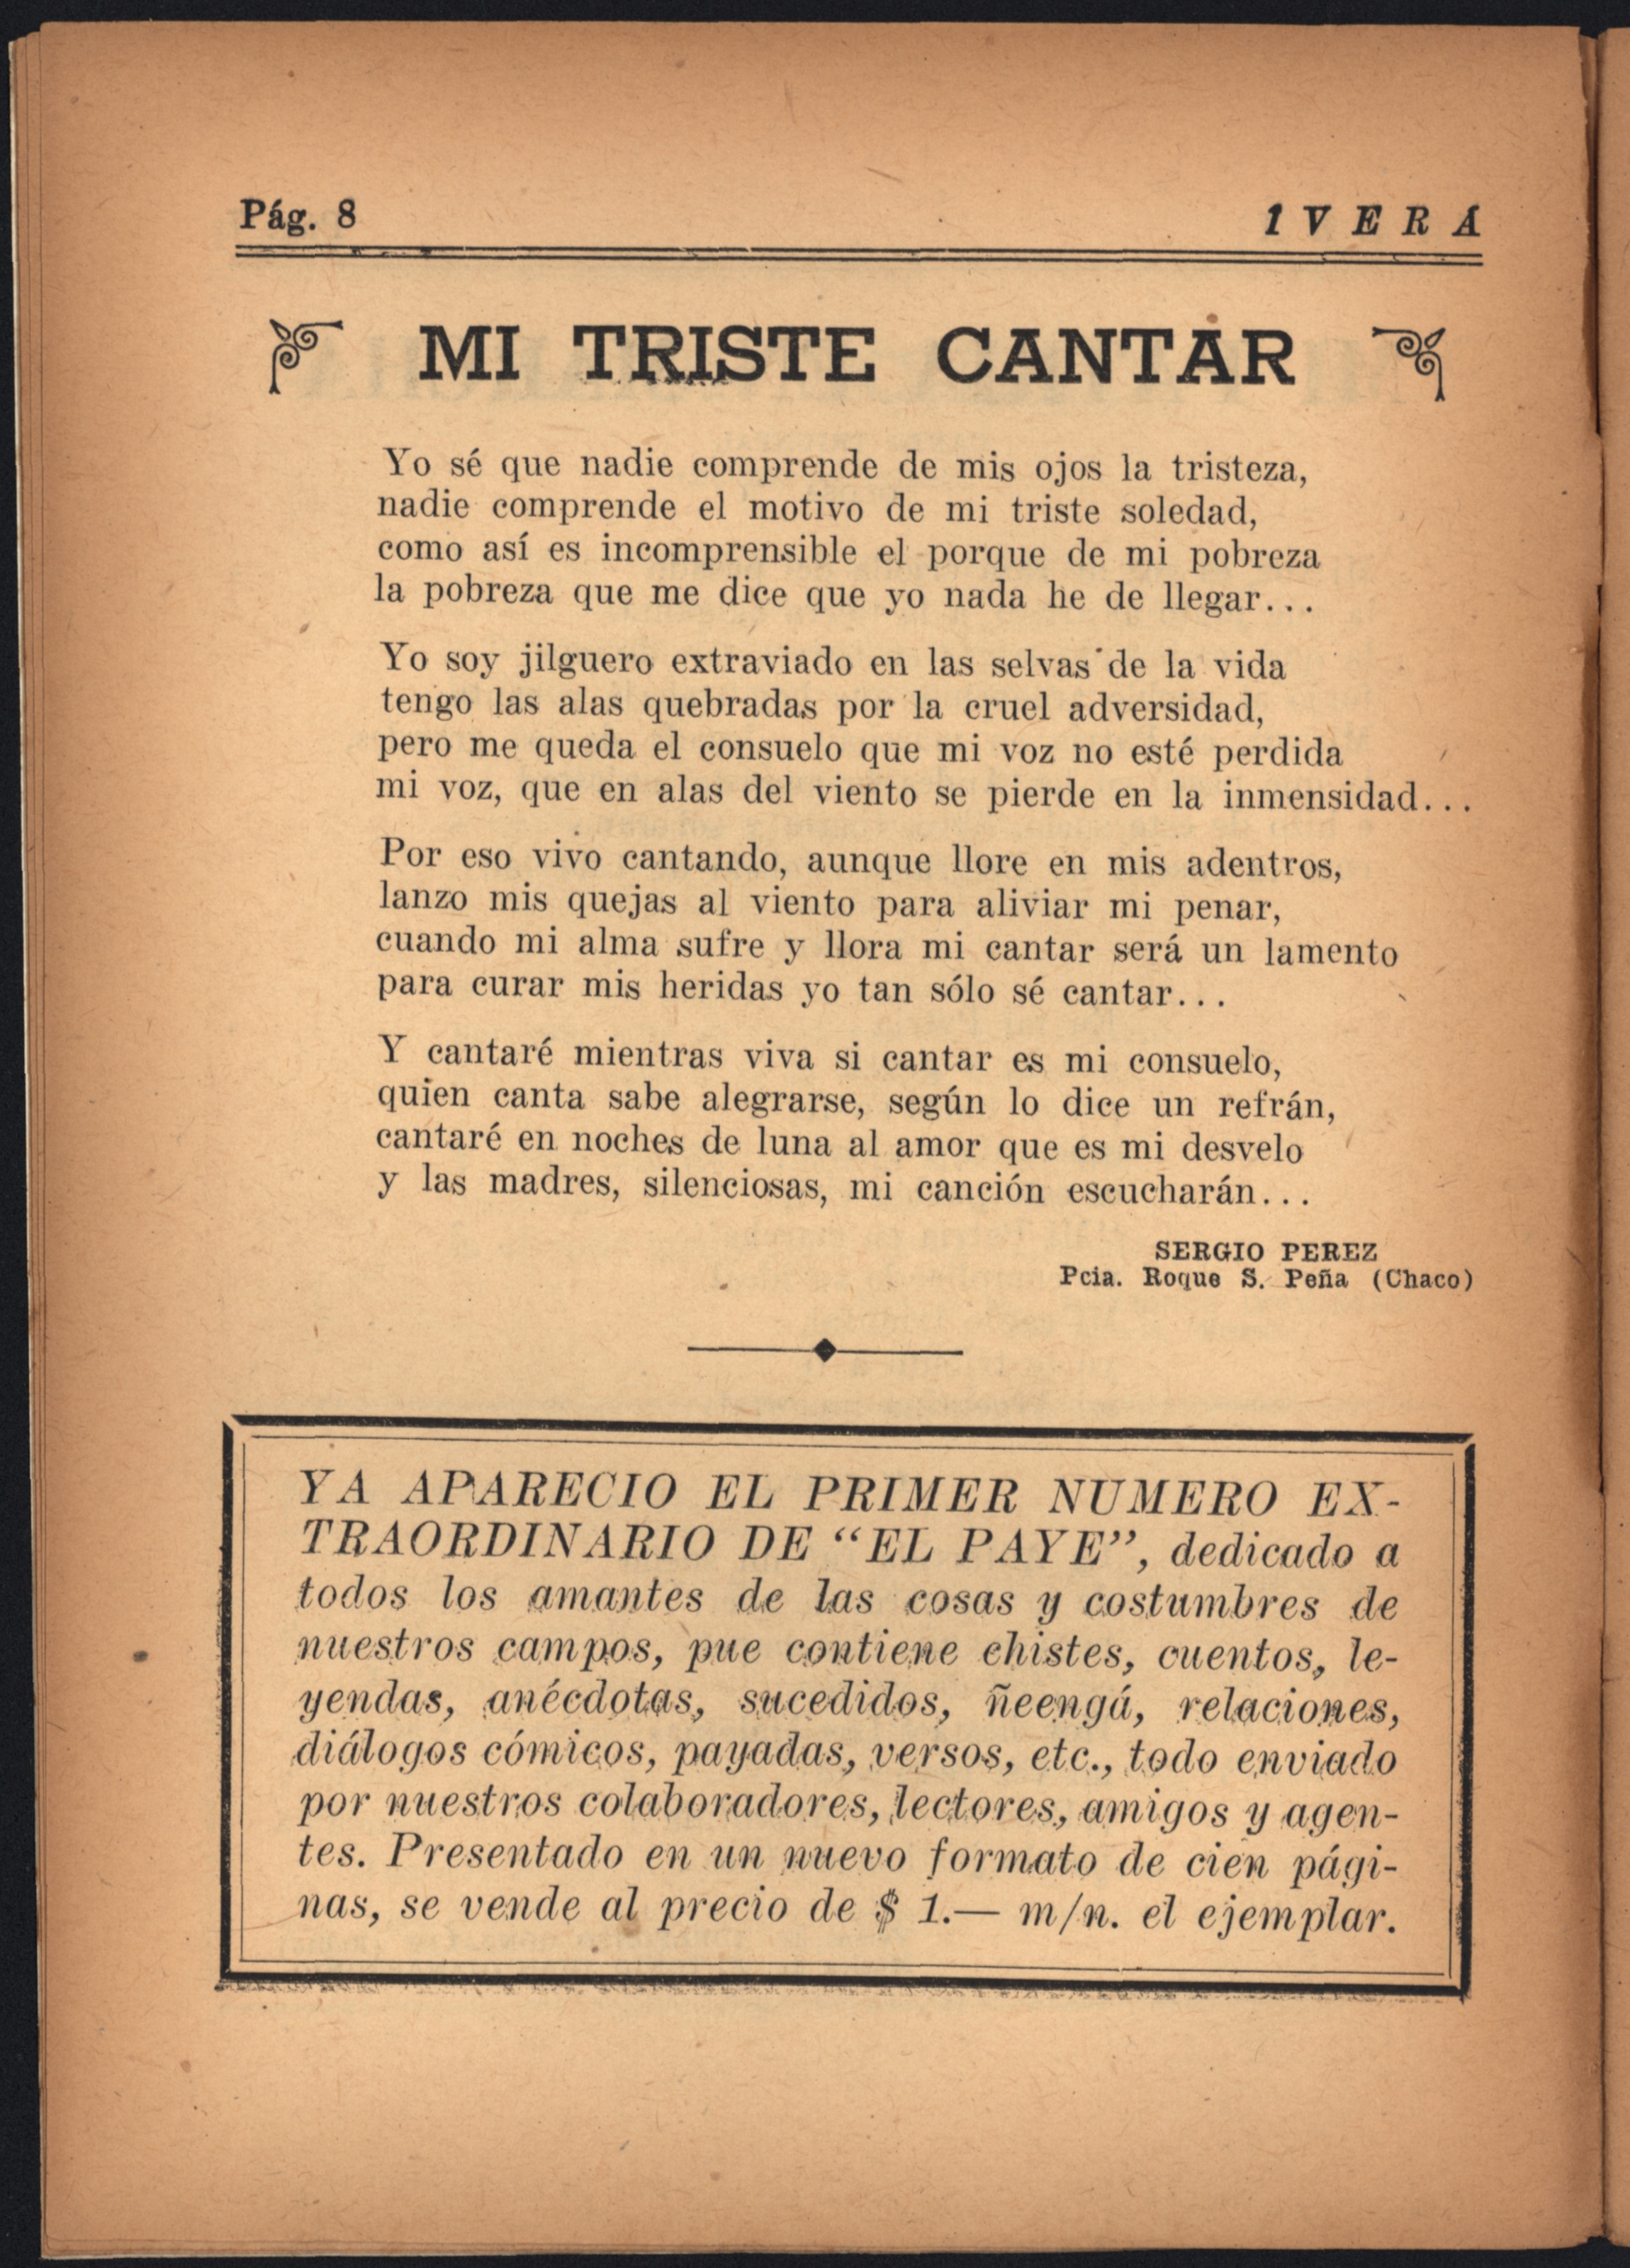 Pág. 8
1VERÁ
MI TRISTE CANTAR
Yo sé que nadie comprende de mis ojos la tristeza,
nadie comprende el motivo de mi triste soledad,
como así es incomprensible el porque de mi pobreza
la pobreza que me dice que yo nada he de llegar...
Yo soy jilguero extraviado en las selvas de la vida
tengo las alas quebradas por la cruel adversidad,
pero me queda el consuelo que mi voz no esté perdida
mi voz, que en alas del viento se pierde en la inmensidad...
Por eso vivo cantando, aunque llore en mis adentros,
lanzo mis quejas al viento para aliviar mi penar,
cuando mi alma sufre y llora mi cantar será un lamento
para curar mis heridas yo tan sólo sé cantar...
Y cantaré mientras viva si cantar es mi consuelo,
quien canta sabe alegrarse, según lo dice un refrán,
cantaré en noches de luna al amor que es mi desvelo
y las madres, silenciosas, mi canción escucharán...
SERGIO PEREZ
Pcia. Roque S. Peña (Chaco)
YA APARECIO EL PRIMER NUMERO EX-
TRAORDINARIO DE “EL PAYE”, dedicado a
todos los amantes de las cosas y costumbres de
nuestros campos, pue contiene chistes, cuentos, le-
yendas, anécdotas, sucedidos, ñeengá, relaciones,
diálogos cómicos, payadas, versos, etc., todo enviado
por nuestros colaboradores, lectores, amigos y agen-
tes. Presentado en un nuevo formato de cien pági-
nas, se vende al precio de $ 1.— m/n. el ejemplar.